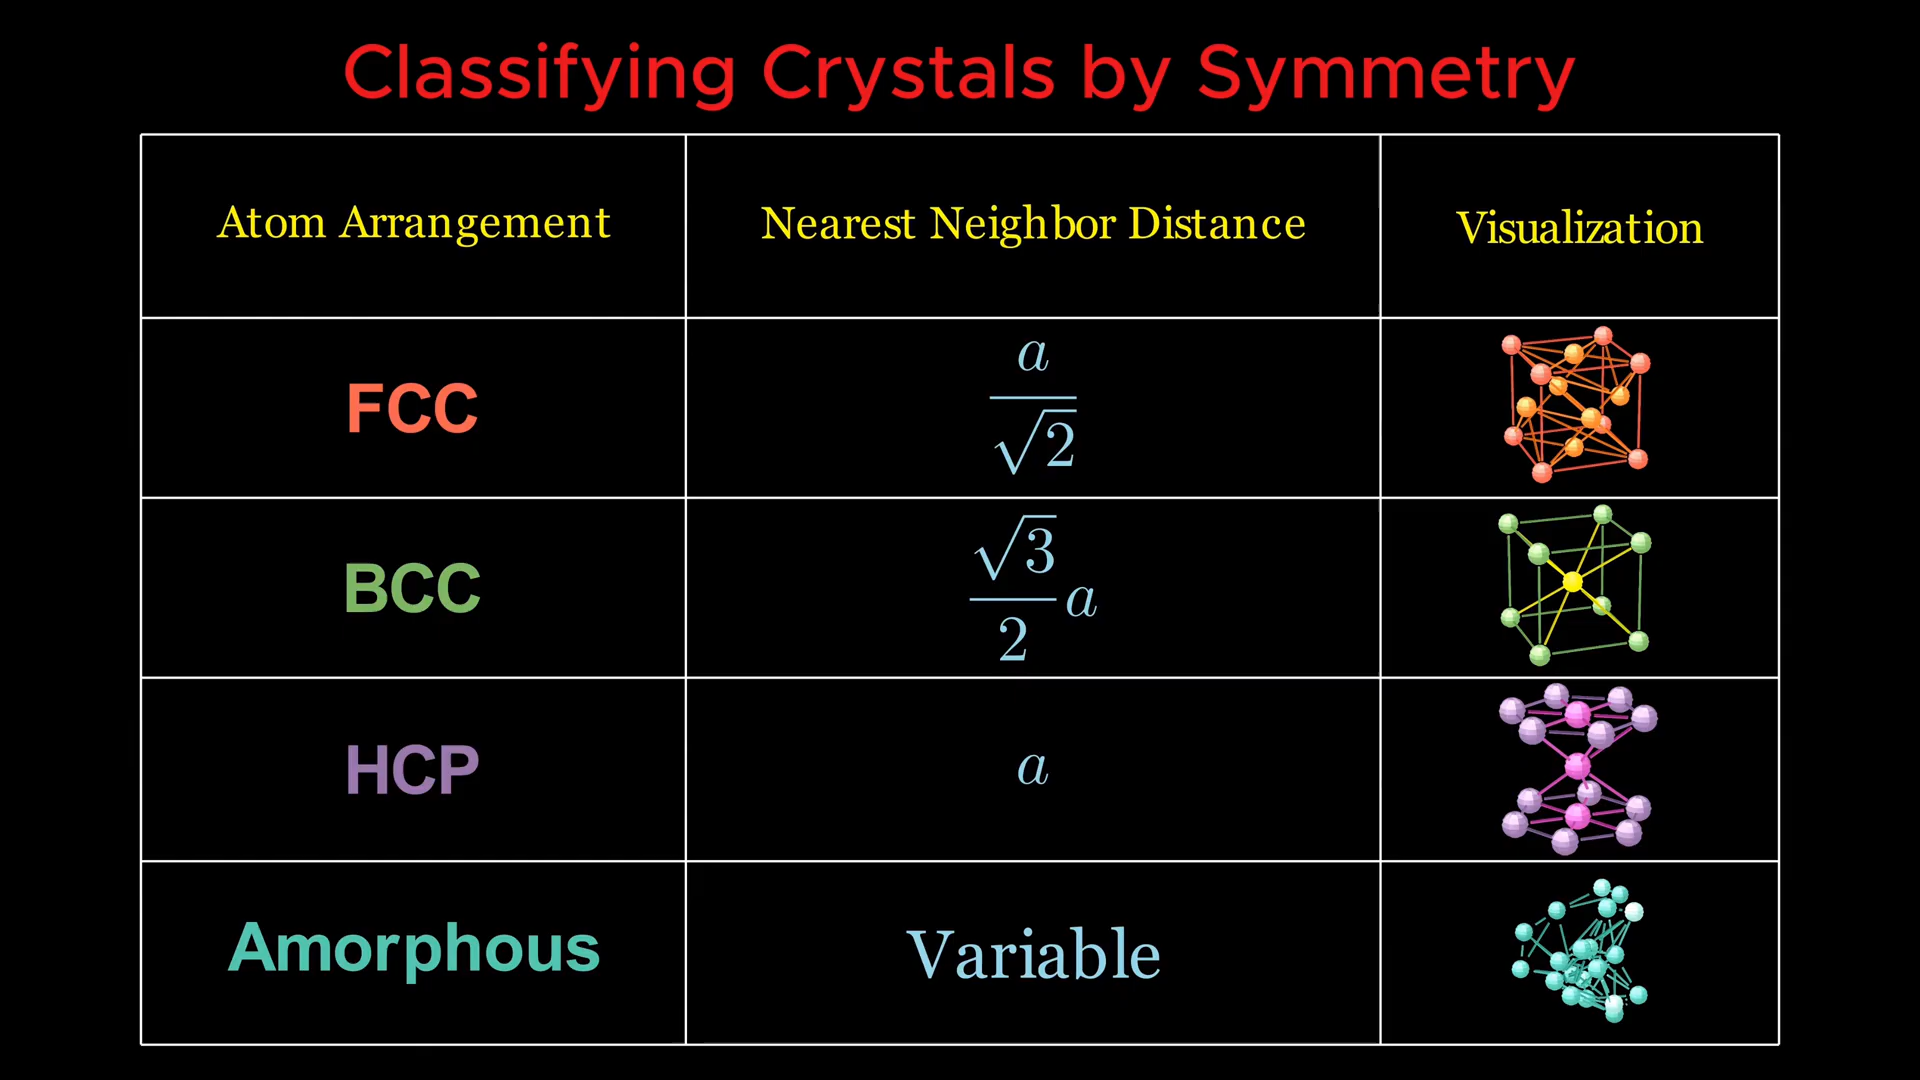 Classifying Crystals by Symmetry
Atom Arrangement
Nearest Neighbor Distance
Visualization
FCC
a/√2
BCC
√3/2 a
HCP
a
Amorphous
Variable